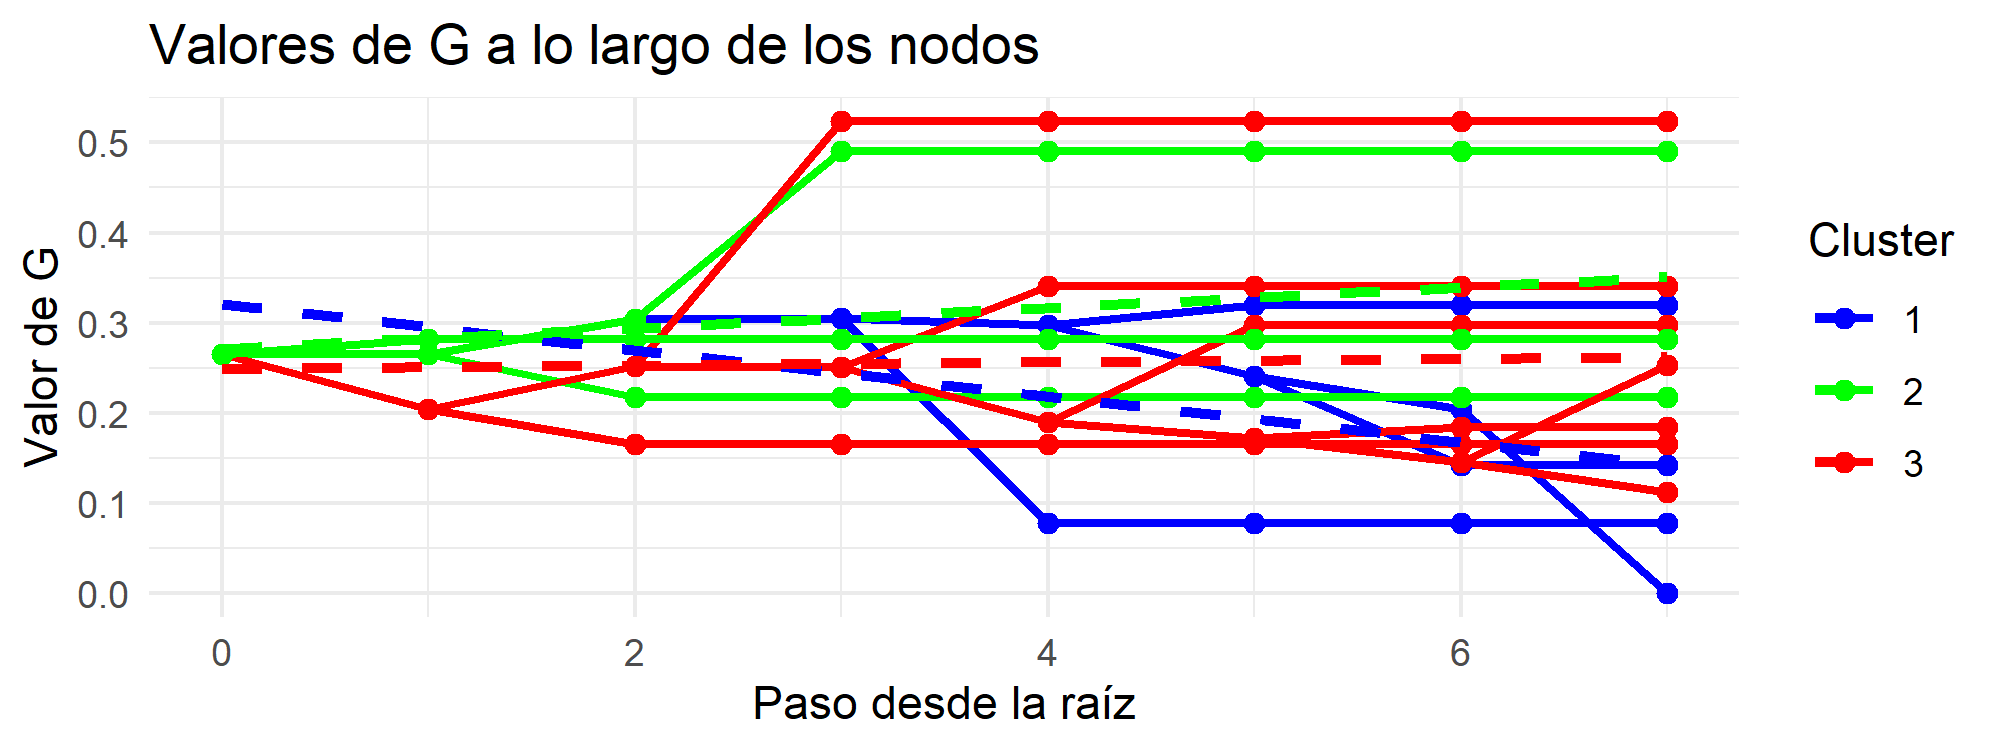 Valores de G a lo largo de los nodos
Valor de G
0.5
0.4
0.3
0.2
0.1
0.0
0 2 4 6
Paso desde la raíz
Cluster
1
2
3